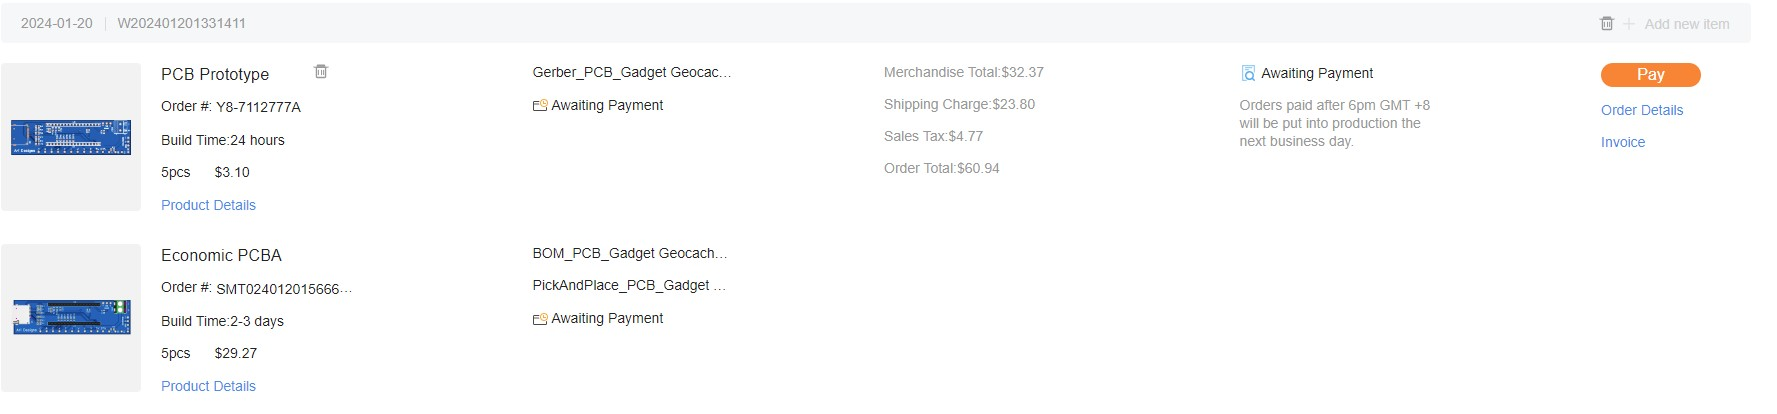 2024-01-20 | W202401201331411
Add new item
PCB Prototype
Order #: Y8-7112777A
Build Time:24 hours
5pcs $3.10
Product Details
Gerber_PCB_Gadget Geocac...
Awaiting Payment
Merchandise Total:$32.37
Shipping Charge:$23.80
Sales Tax:$4.77
Order Total:$60.94
Awaiting Payment
Orders paid after 6pm GMT +8
will be put into production the
next business day.
Pay
Order Details
Invoice
Economic PCBA
Order #: SMT024012015666...
Build Time:2-3 days
5pcs $29.27
Product Details
BOM_PCB_Gadget Geocach...
PickAndPlace_PCB_Gadget ...
Awaiting Payment